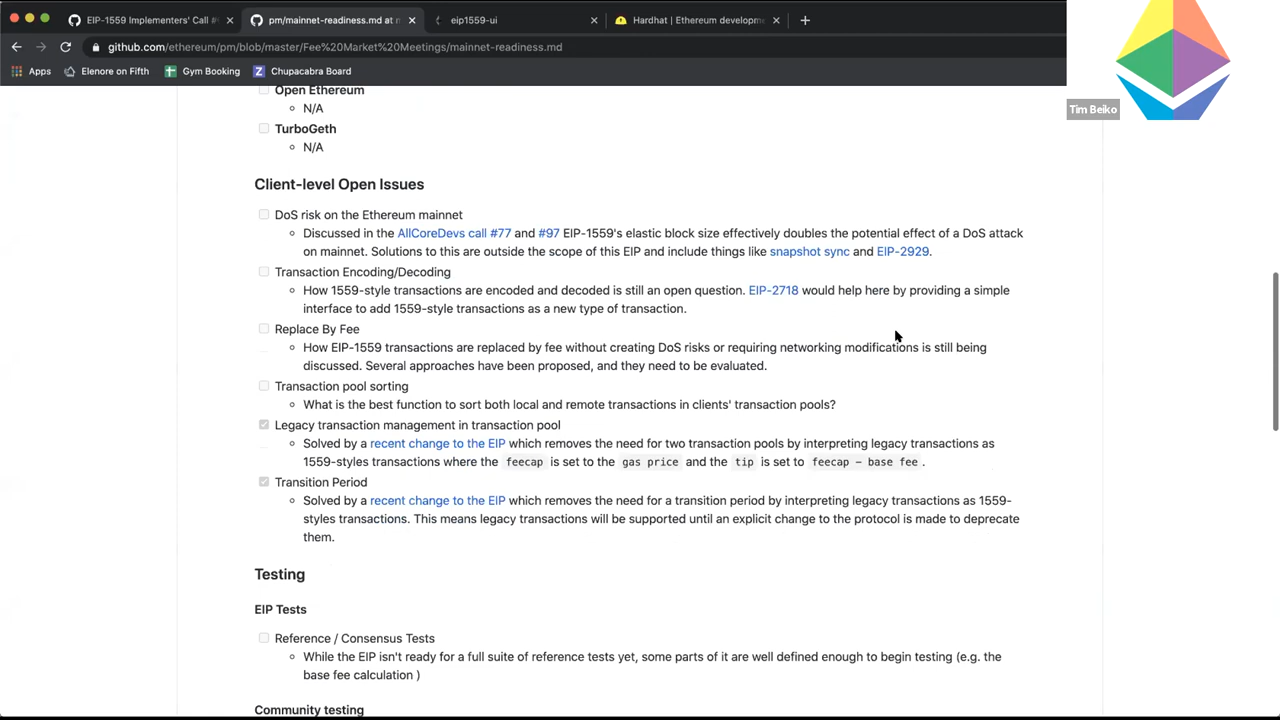 EIP-1559 Implementers' Call #
pm/mainnet-readiness.md at n
eip1559-ui
Hardhat | Ethereum developm
github.com/ethereum/pm/blob/master/Fee%20Market%20Meetings/mainnet-readiness.md
Apps
Elenore on Fifth
Gym Booking
Chupacabra Board
Tim Beiko
Open Ethereum
N/A
TurboGeth
N/A
Client-level Open Issues
DoS risk on the Ethereum mainnet
Discussed in the AllCoreDevs call #77 and #97 EIP-1559's elastic block size effectively doubles the potential effect of a DoS attack
on mainnet. Solutions to this are outside the scope of this EIP and include things like snapshot sync and EIP-2929.
Transaction Encoding/Decoding
How 1559-style transactions are encoded and decoded is still an open question. EIP-2718 would help here by providing a simple
interface to add 1559-style transactions as a new type of transaction.
Replace By Fee
How EIP-1559 transactions are replaced by fee without creating DoS risks or requiring networking modifications is still being
discussed. Several approaches have been proposed, and they need to be evaluated.
Transaction pool sorting
What is the best function to sort both local and remote transactions in clients' transaction pools?
Legacy transaction management in transaction pool
Solved by a recent change to the EIP which removes the need for two transaction pools by interpreting legacy transactions as
1559-styles transactions where the feecap is set to the gas price and the tip is set to feecap - base fee .
Transition Period
Solved by a recent change to the EIP which removes the need for a transition period by interpreting legacy transactions as 1559-
styles transactions. This means legacy transactions will be supported until an explicit change to the protocol is made to deprecate
them.
Testing
EIP Tests
Reference / Consensus Tests
While the EIP isn't ready for a full suite of reference tests yet, some parts of it are well defined enough to begin testing (e.g. the
base fee calculation )
Community testing